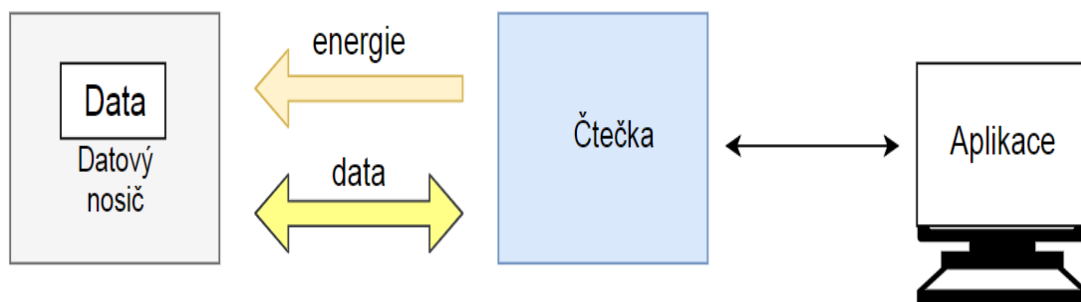 energie
Data
Datový
nosič
data
Čtečka
Aplikace